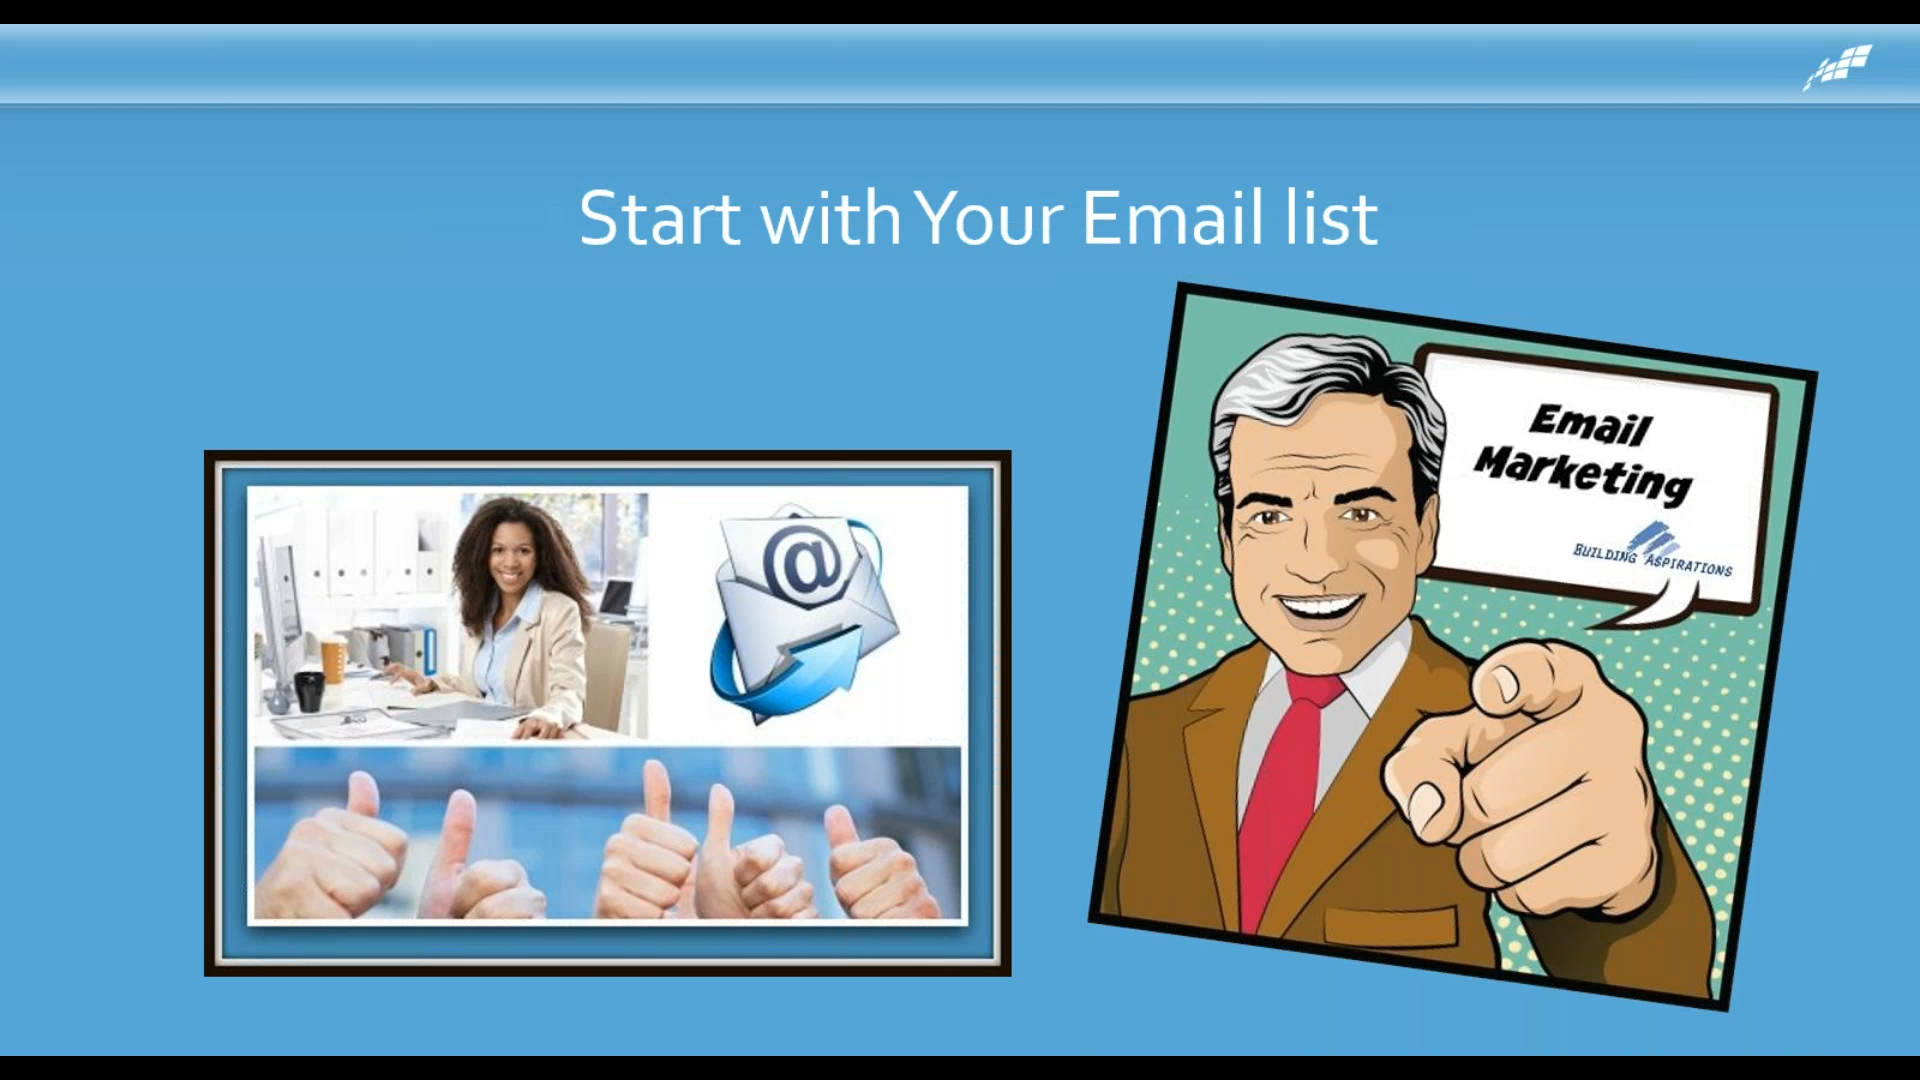 Start with Your Email list
Email
Marketing
BUILDING ASPIRATIONS
@